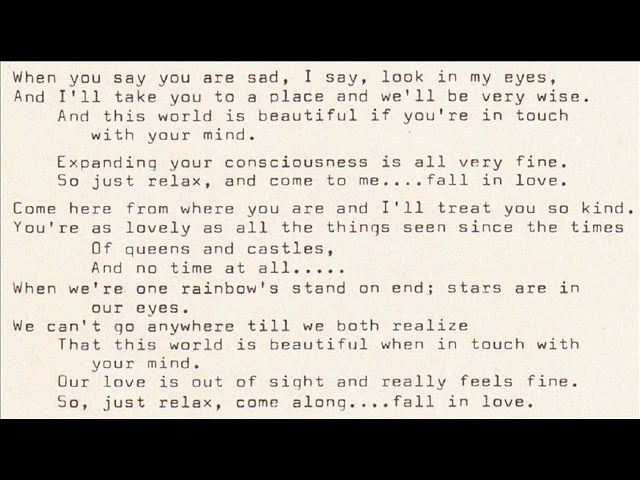 When you say you are sad, I say, look in my eyes,
And I'll take you to a place and we'll be very wise.
And this world is beautiful if you're in touch
with your mind.
Expanding your consciousness is all very fine.
So just relax, and come to me....fall in love.
Come here from where you are and I'll treat you so kind.
You're as lovely as all the things seen since the times
Of queens and castles,
And no time at all.....
When we're one rainbow's stand on end; stars are in
our eyes.
We can't go anywhere till we both realize
That this world is beautiful when in touch with
your mind.
Our love is out of sight and really feels fine.
So, just relax, come along....fall in love.